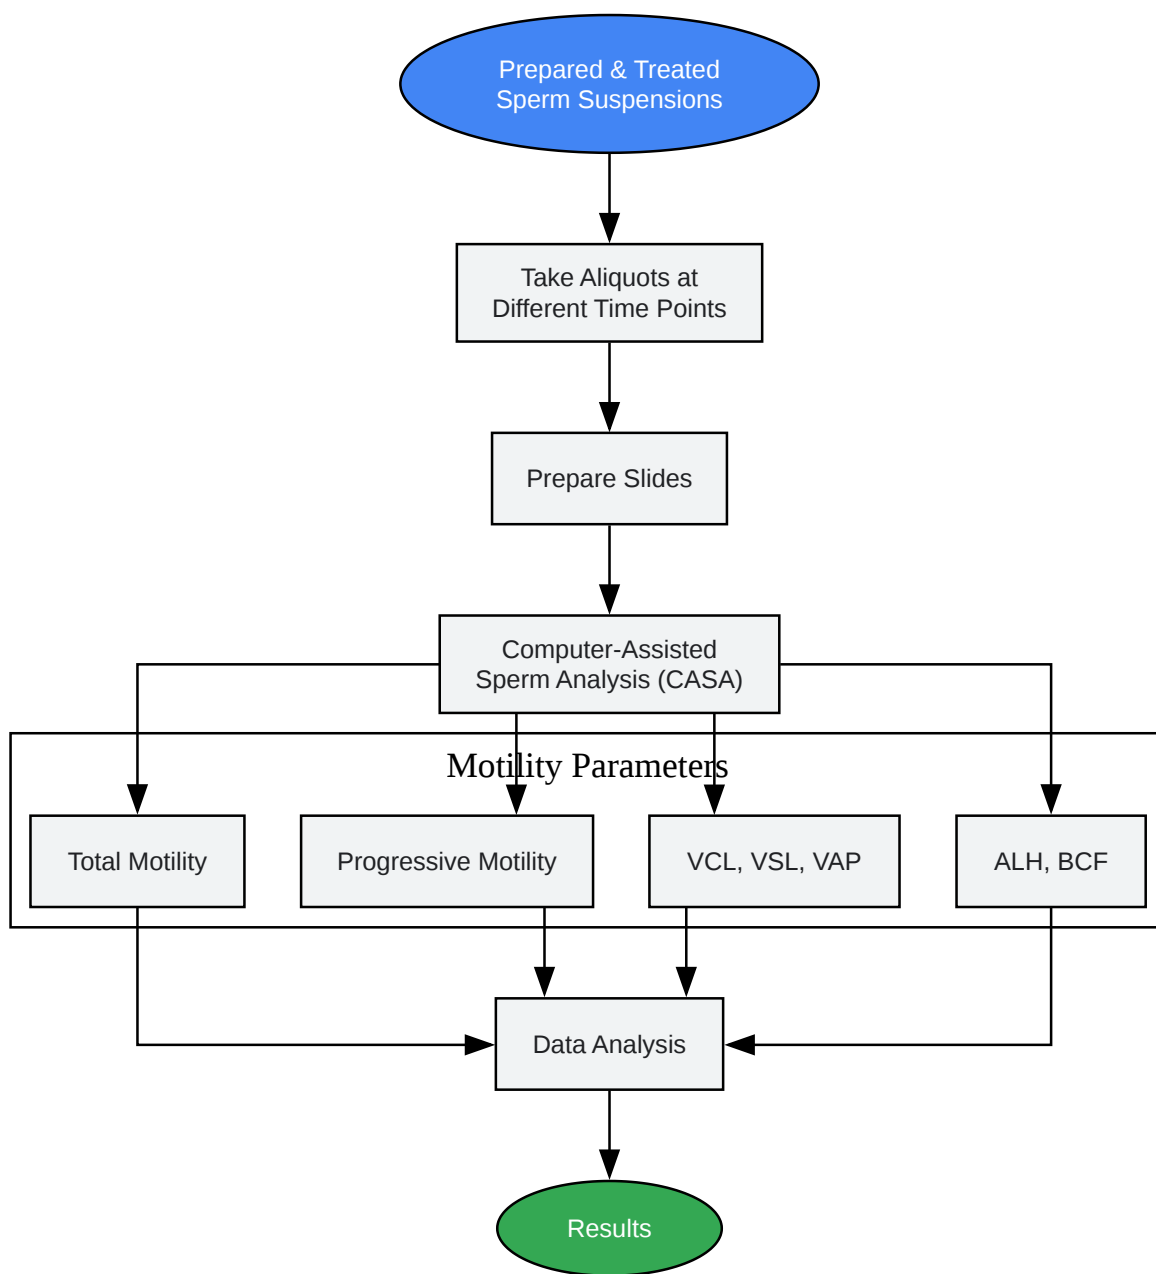 Prepared & Treated
Sperm Suspensions
Take Aliquots at
Different Time Points
Prepare Slides
Computer-Assisted
Sperm Analysis (CASA)
Motility Parameters
Total Motility
Progressive Motility
VCL, VSL, VAP
ALH, BCF
Data Analysis
Results